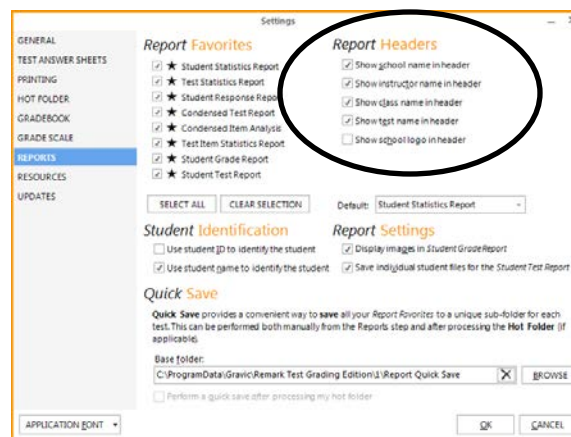 Settings
GENERAL
TEST ANSWER SHEETS
PRINTING
HOT FOLDER
GRADEBOOK
GRADE SCALE
REPORTS
RESOURCES
UPDATES
Report Favorites
★ Student Statistics Report
★ Test Statistics Report
★ Student Response Report
★ Condensed Test Report
★ Condensed Item Analysis
★ Test Item Statistics Report
★ Student Grade Report
★ Student Test Report
Report Headers
Show school name in header
Show instructor name in header
Show class name in header
Show test name in header
Show school logo in header
SELECT ALL CLEAR SELECTION
Default: Student Statistics Report
Student Identification
Use student ID to identify the student
Use student name to identify the student
Report Settings
Display images in Student Grade Report
Save individual student files for the Student Test Report
Quick Save
Quick Save provides a convenient way to save all your Report Favorites to a unique sub-folder for each
test. This can be performed both manually from the Reports step and after processing the Hot Folder (if
applicable).
Base folder:
C:\ProgramData\Gravic\Remark Test Grading Edition\1\Report Quick Save X BROWSE
Perform a quick save after processing my hot folder
APPLICATION FONT OK CANCEL